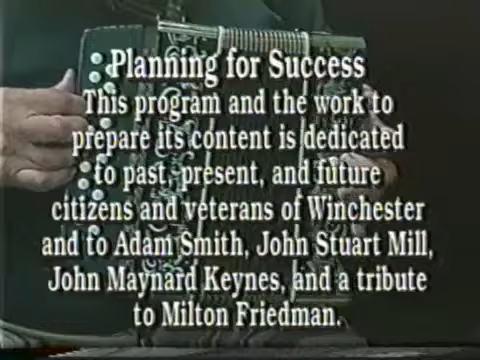 Planning for Success
This program and the work to
prepare its content is dedicated
to past, present, and future
citizens and veterans of Winchester
and to Adam Smith, John Stuart Mill,
John Maynard Keynes, and a tribute
to Milton Friedman.